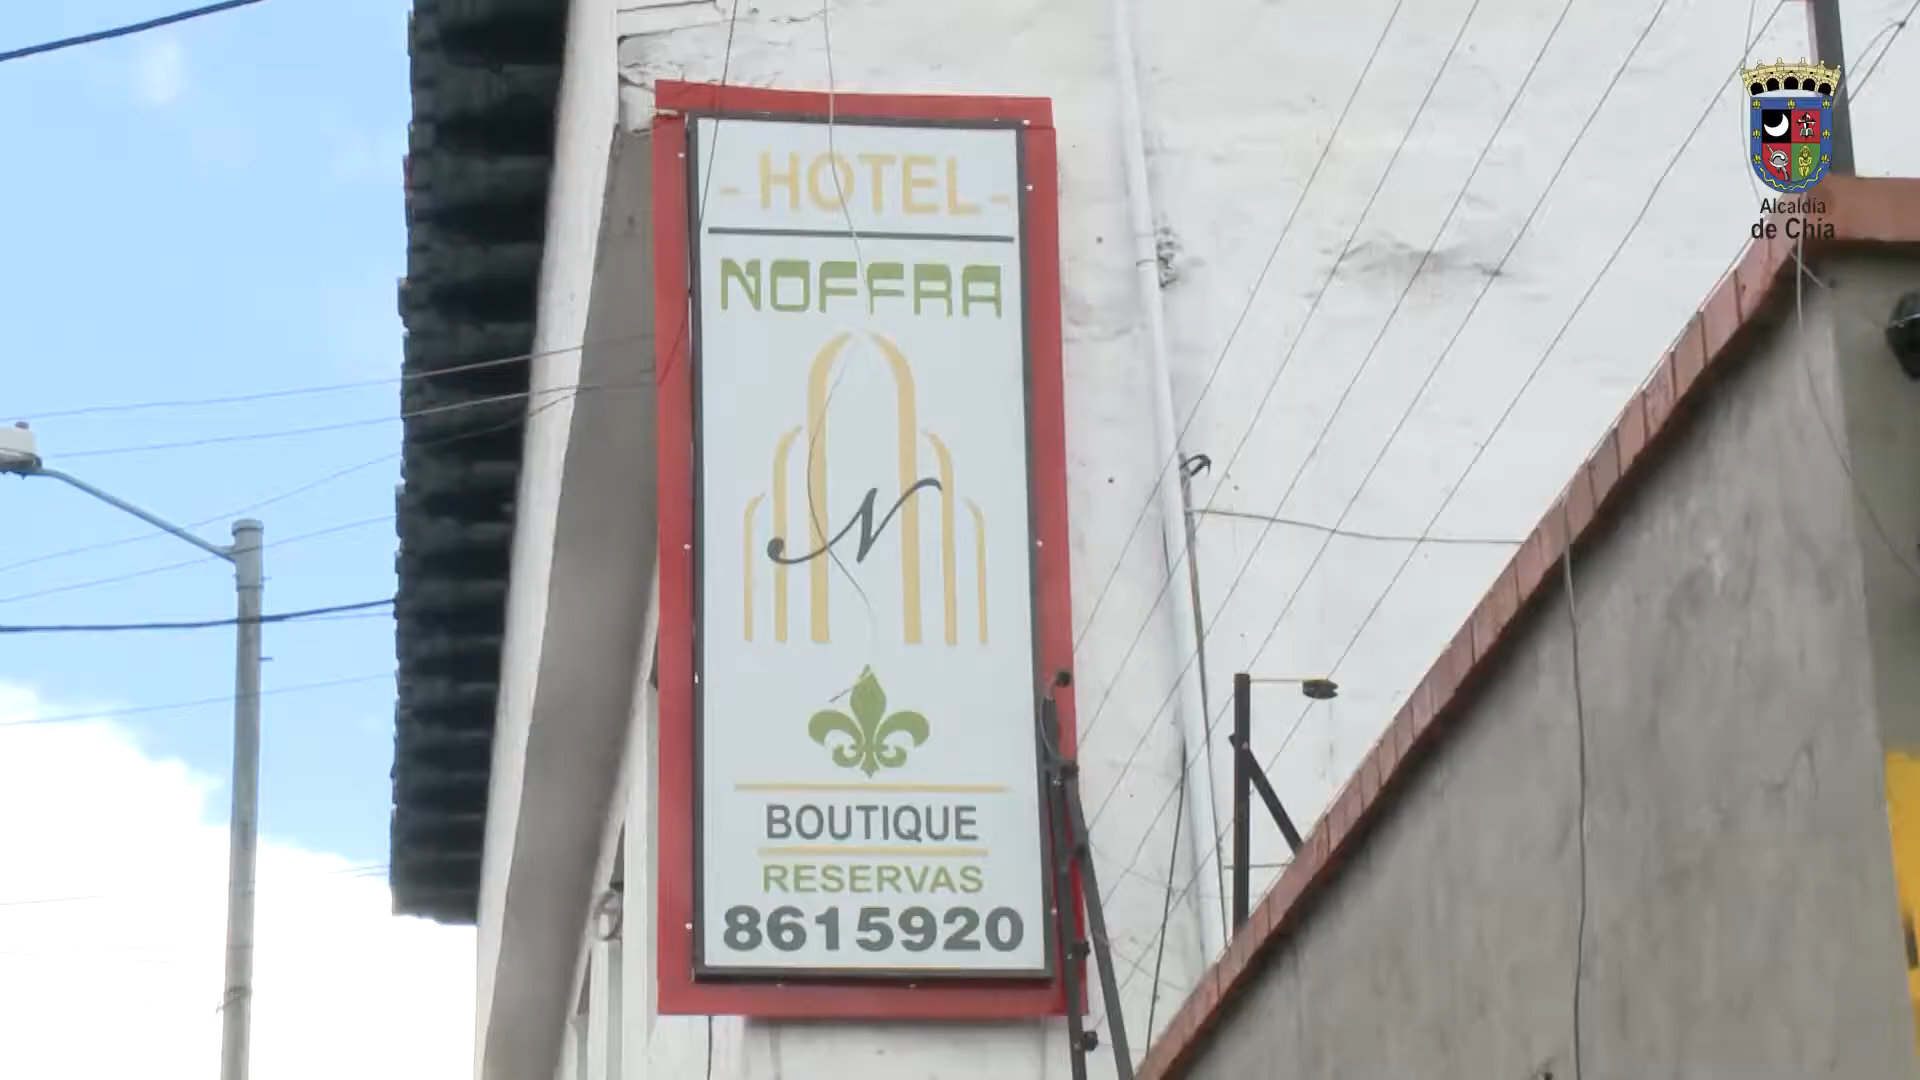 - HOTEL -
NOFFRA
N
BOUTIQUE
RESERVAS
8615920
Alcaldía
de Chía